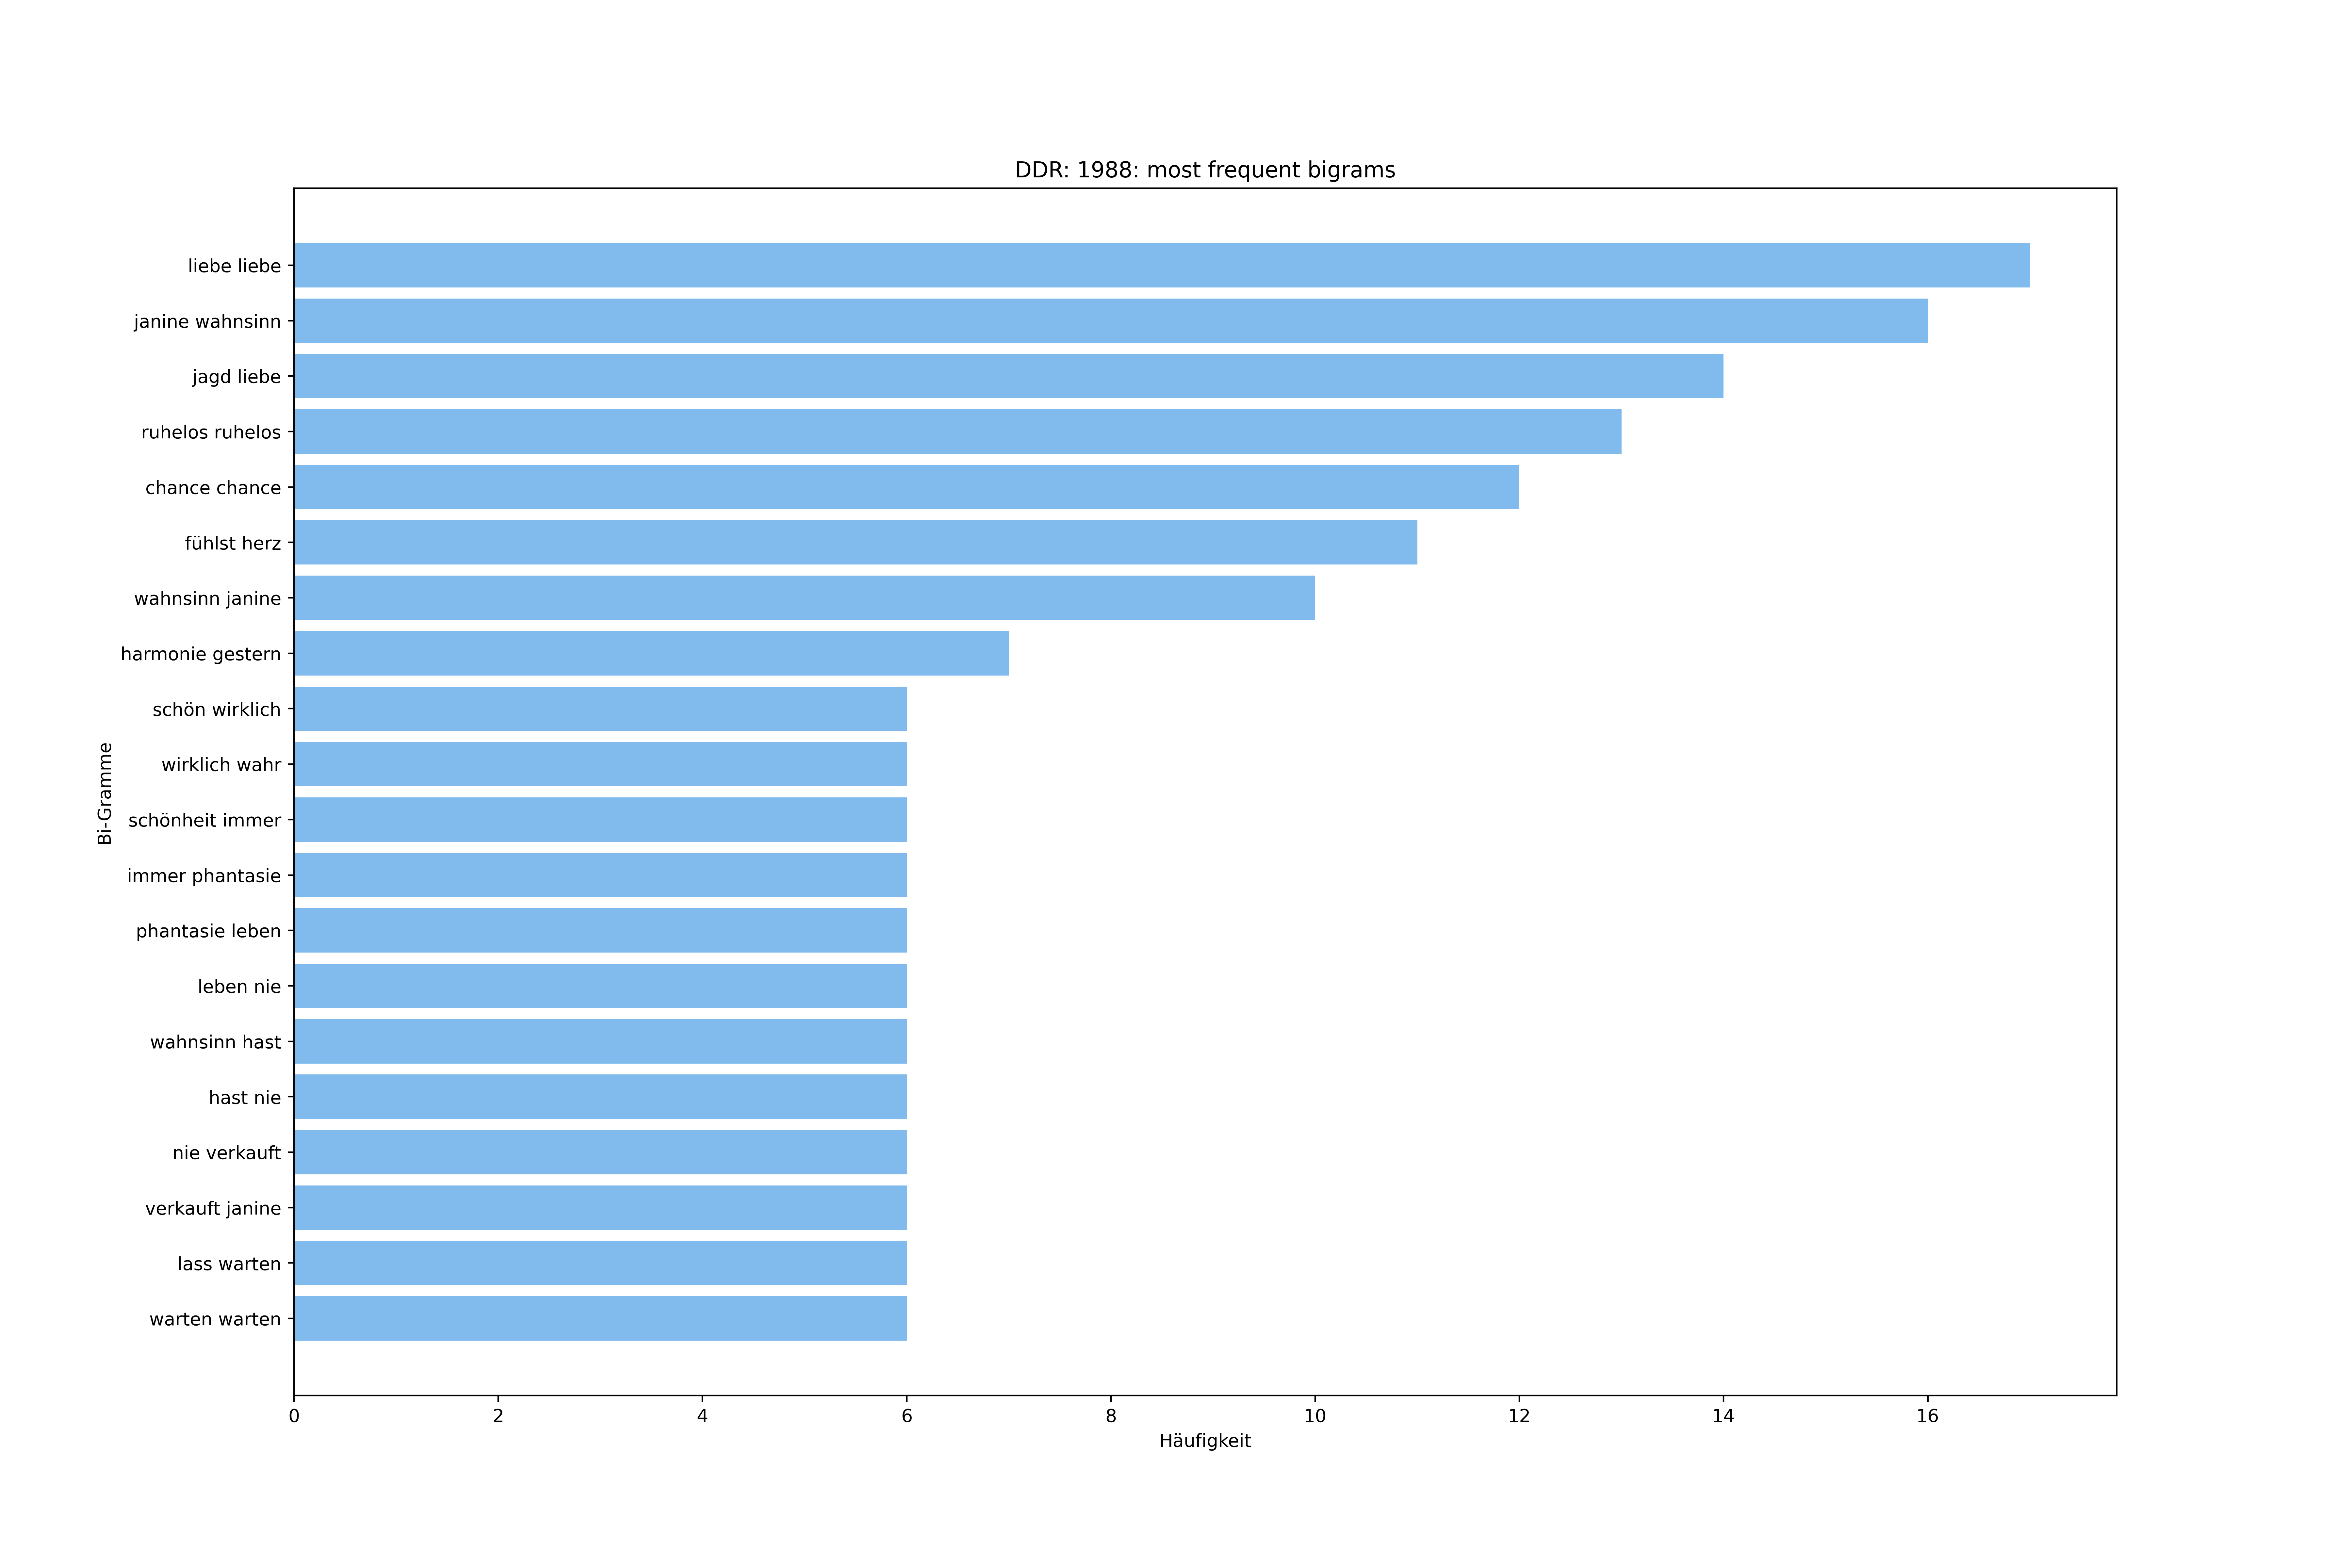 DDR: 1988: most frequent bigrams
liebe liebe
janine wahnsinn
jagd liebe
ruhelos ruhelos
chance chance
fühlst herz
wahnsinn janine
harmonie gestern
schön wirklich
wirklich wahr
schönheit immer
immer phantasie
phantasie leben
leben nie
wahnsinn hast
hast nie
nie verkauft
verkauft janine
lass warten
warten warten
Bi-Gramme
0 2 4 6 8 10 12 14 16
Häufigkeit